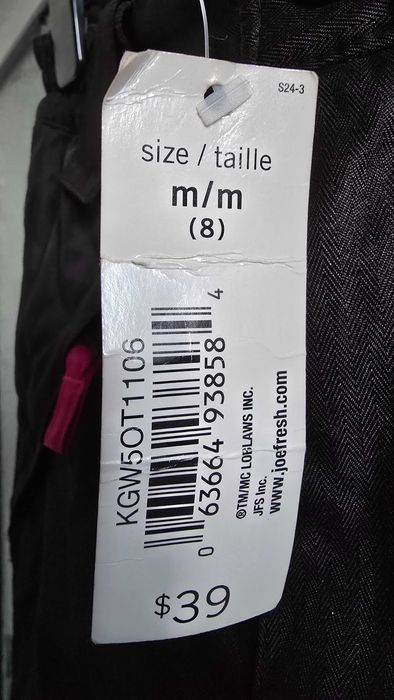 S24-3
size / taille
m/m
(8)
KGW5OT1106
0 63664 93858 4
®TM/MC LOBLAWS INC.
JFS Inc.
www.joefresh.com
$39